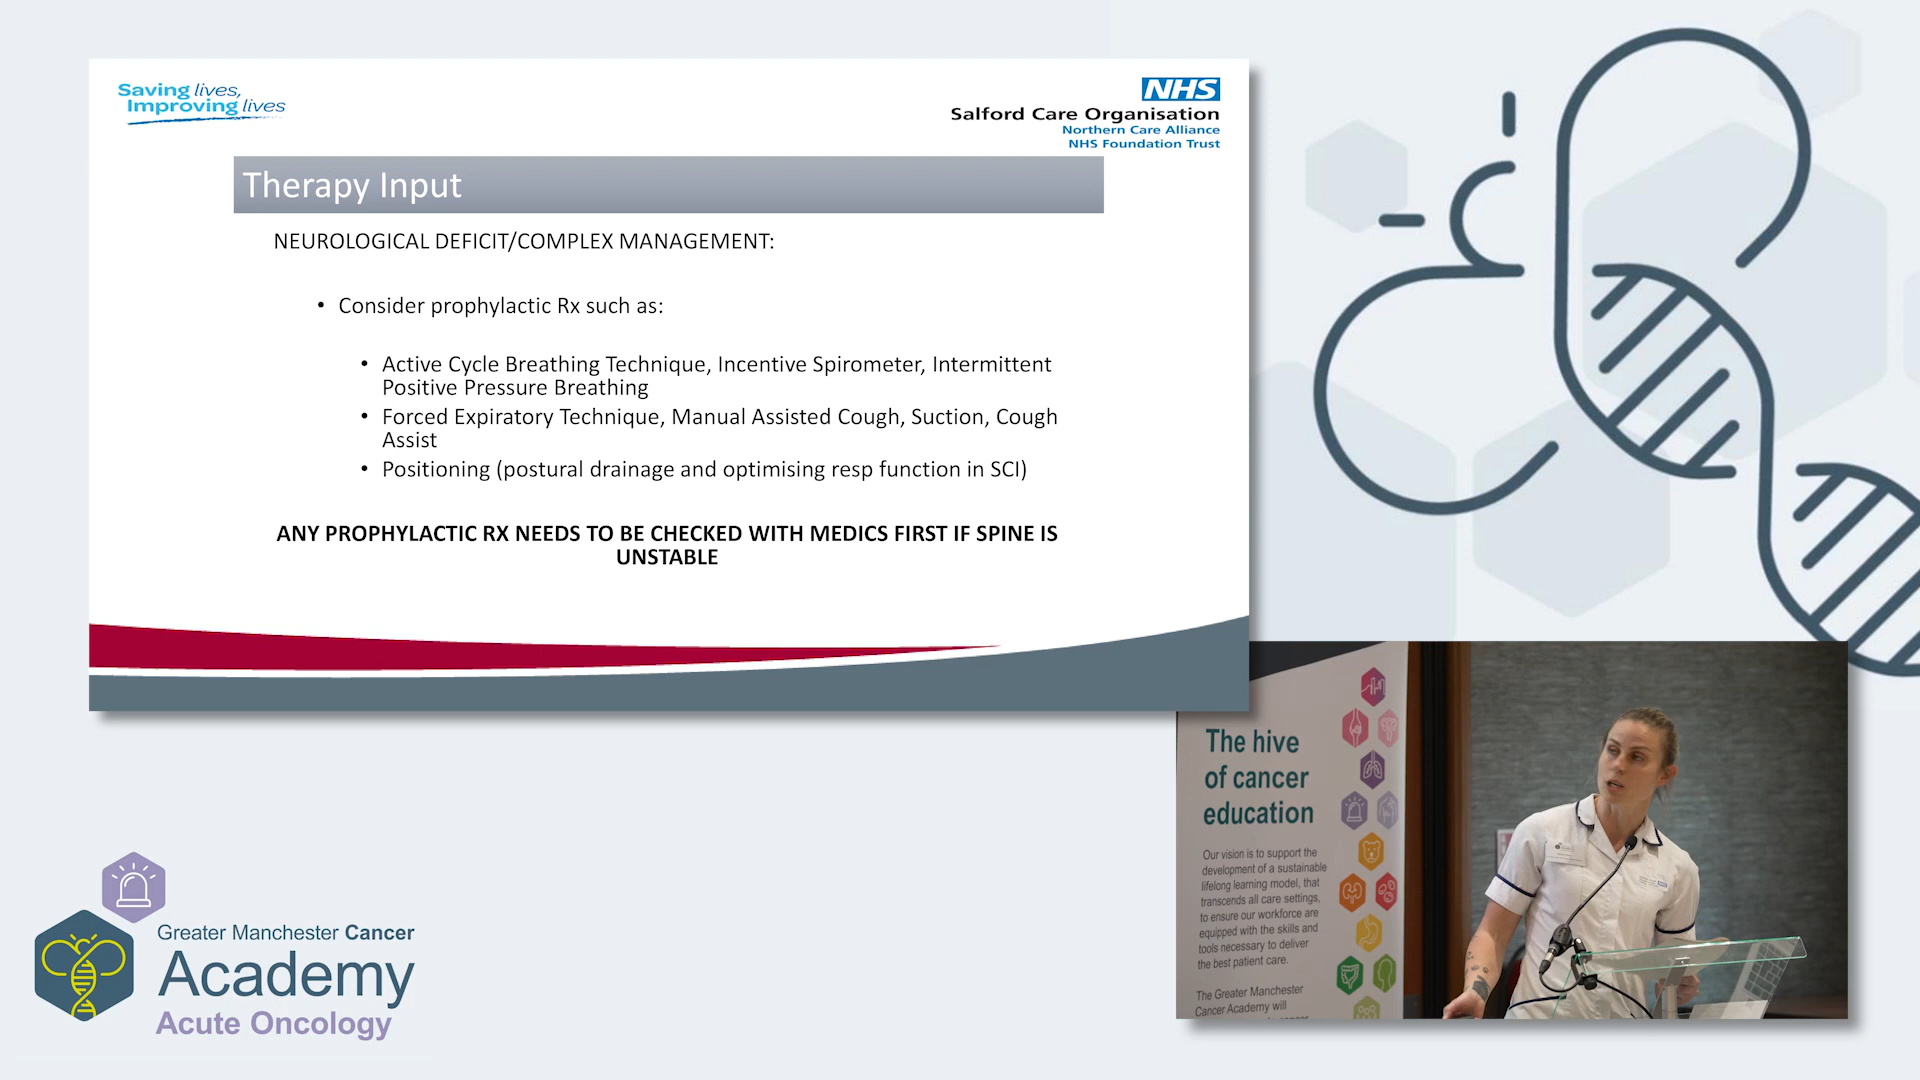 Saving lives,
Improving lives
NHS
Salford Care Organisation
Northern Care Alliance
NHS Foundation Trust
Therapy Input
NEUROLOGICAL DEFICIT/COMPLEX MANAGEMENT:
• Consider prophylactic Rx such as:
• Active Cycle Breathing Technique, Incentive Spirometer, Intermittent
Positive Pressure Breathing
• Forced Expiratory Technique, Manual Assisted Cough, Suction, Cough
Assist
• Positioning (postural drainage and optimising resp function in SCI)
ANY PROPHYLACTIC RX NEEDS TO BE CHECKED WITH MEDICS FIRST IF SPINE IS
UNSTABLE
The hive
of cancer
education
Our vision is to support the
development of a sustainable
lifelong learning model, that
transcends all care settings,
to ensure our workforce are
equipped with the skills and
tools necessary to deliver
the best patient care.
The Greater Manchester
Cancer Academy will
Greater Manchester Cancer
Academy
Acute Oncology